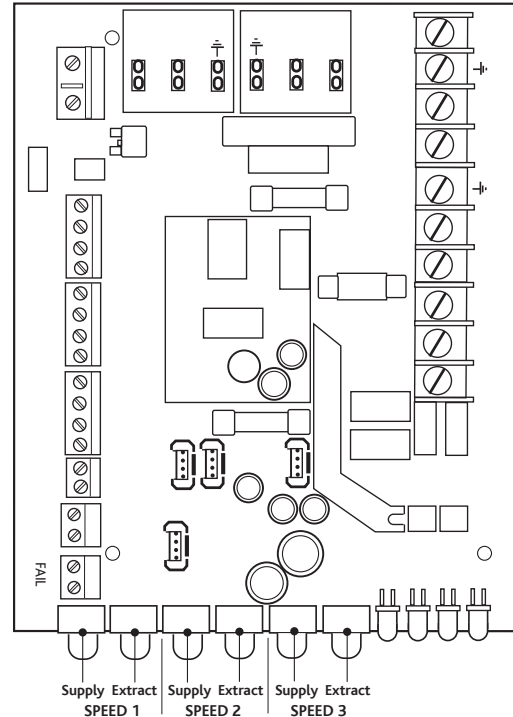 FAIL
Supply Extract Supply Extract Supply Extract
SPEED 1 SPEED 2 SPEED 3